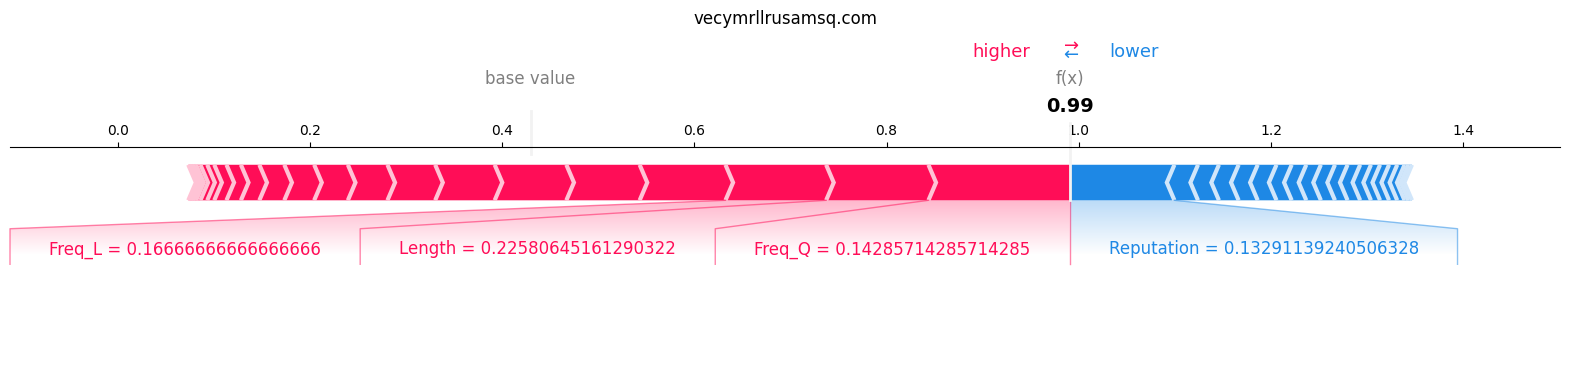 vecymrllrusamsq.com
higher → ← lower
base value f(x)
0.99
0.0 0.2 0.4 0.6 0.8 1.0 1.2 1.4
Freq_L = 0.16666666666666666 Length = 0.22580645161290322 Freq_Q = 0.14285714285714285 Reputation = 0.13291139240506328